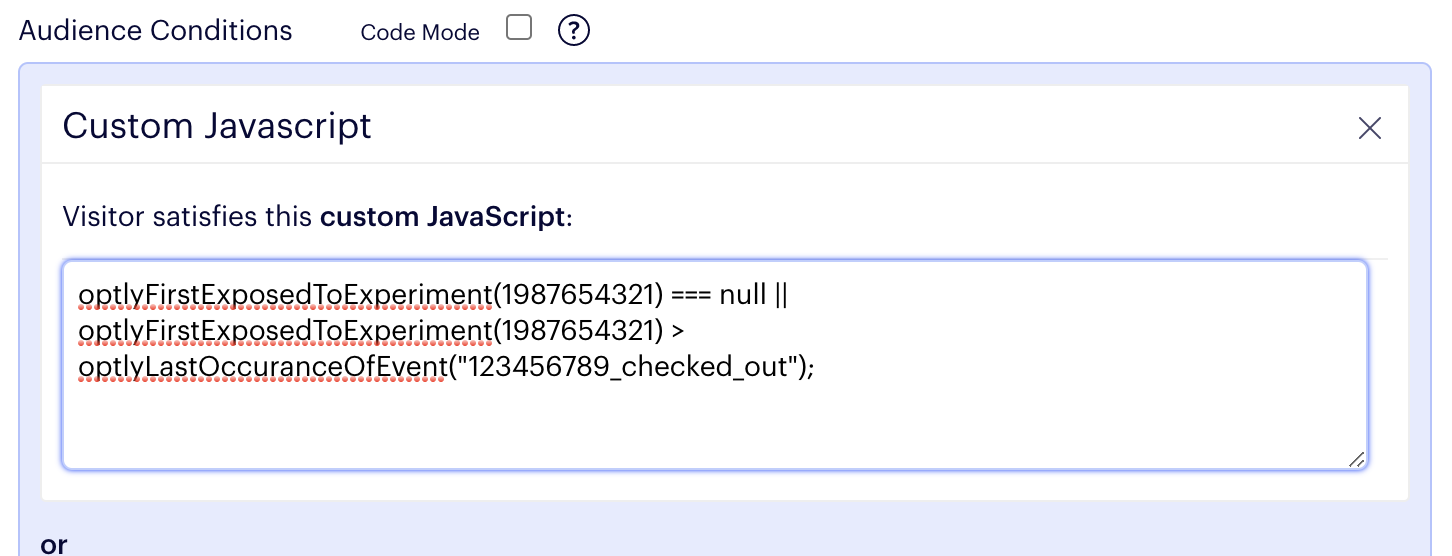 Audience Conditions Code Mode ?
Custom Javascript
Visitor satisfies this custom JavaScript:
optlyFirstExposedToExperiment(1987654321) === null ||
optlyFirstExposedToExperiment(1987654321) >
optlyLastOccuranceOfEvent("123456789_checked_out");
or